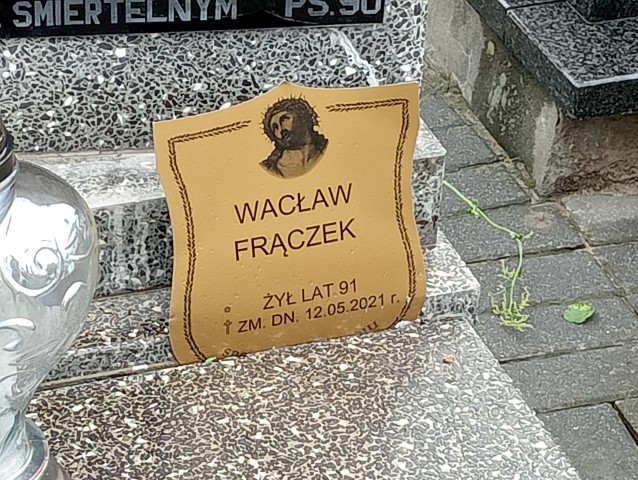 ŚMIERTELNYM PS.90
WACŁAW
FRĄCZEK
ŻYŁ LAT 91
ZM. DN. 12.05.2021 r.